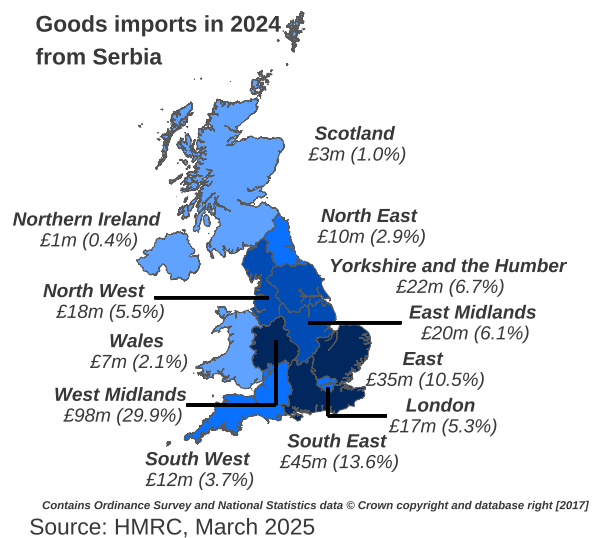 Goods imports in 2024
from Serbia
Scotland
£3m (1.0%)
Northern Ireland
£1m (0.4%)
North East
£10m (2.9%)
Yorkshire and the Humber
£22m (6.7%)
North West
£18m (5.5%)
East Midlands
£20m (6.1%)
Wales
£7m (2.1%)
East
£35m (10.5%)
West Midlands
£98m (29.9%)
London
£17m (5.3%)
South East
£45m (13.6%)
South West
£12m (3.7%)
Contains Ordinance Survey and National Statistics data © Crown copyright and database right [2017]
Source: HMRC, March 2025